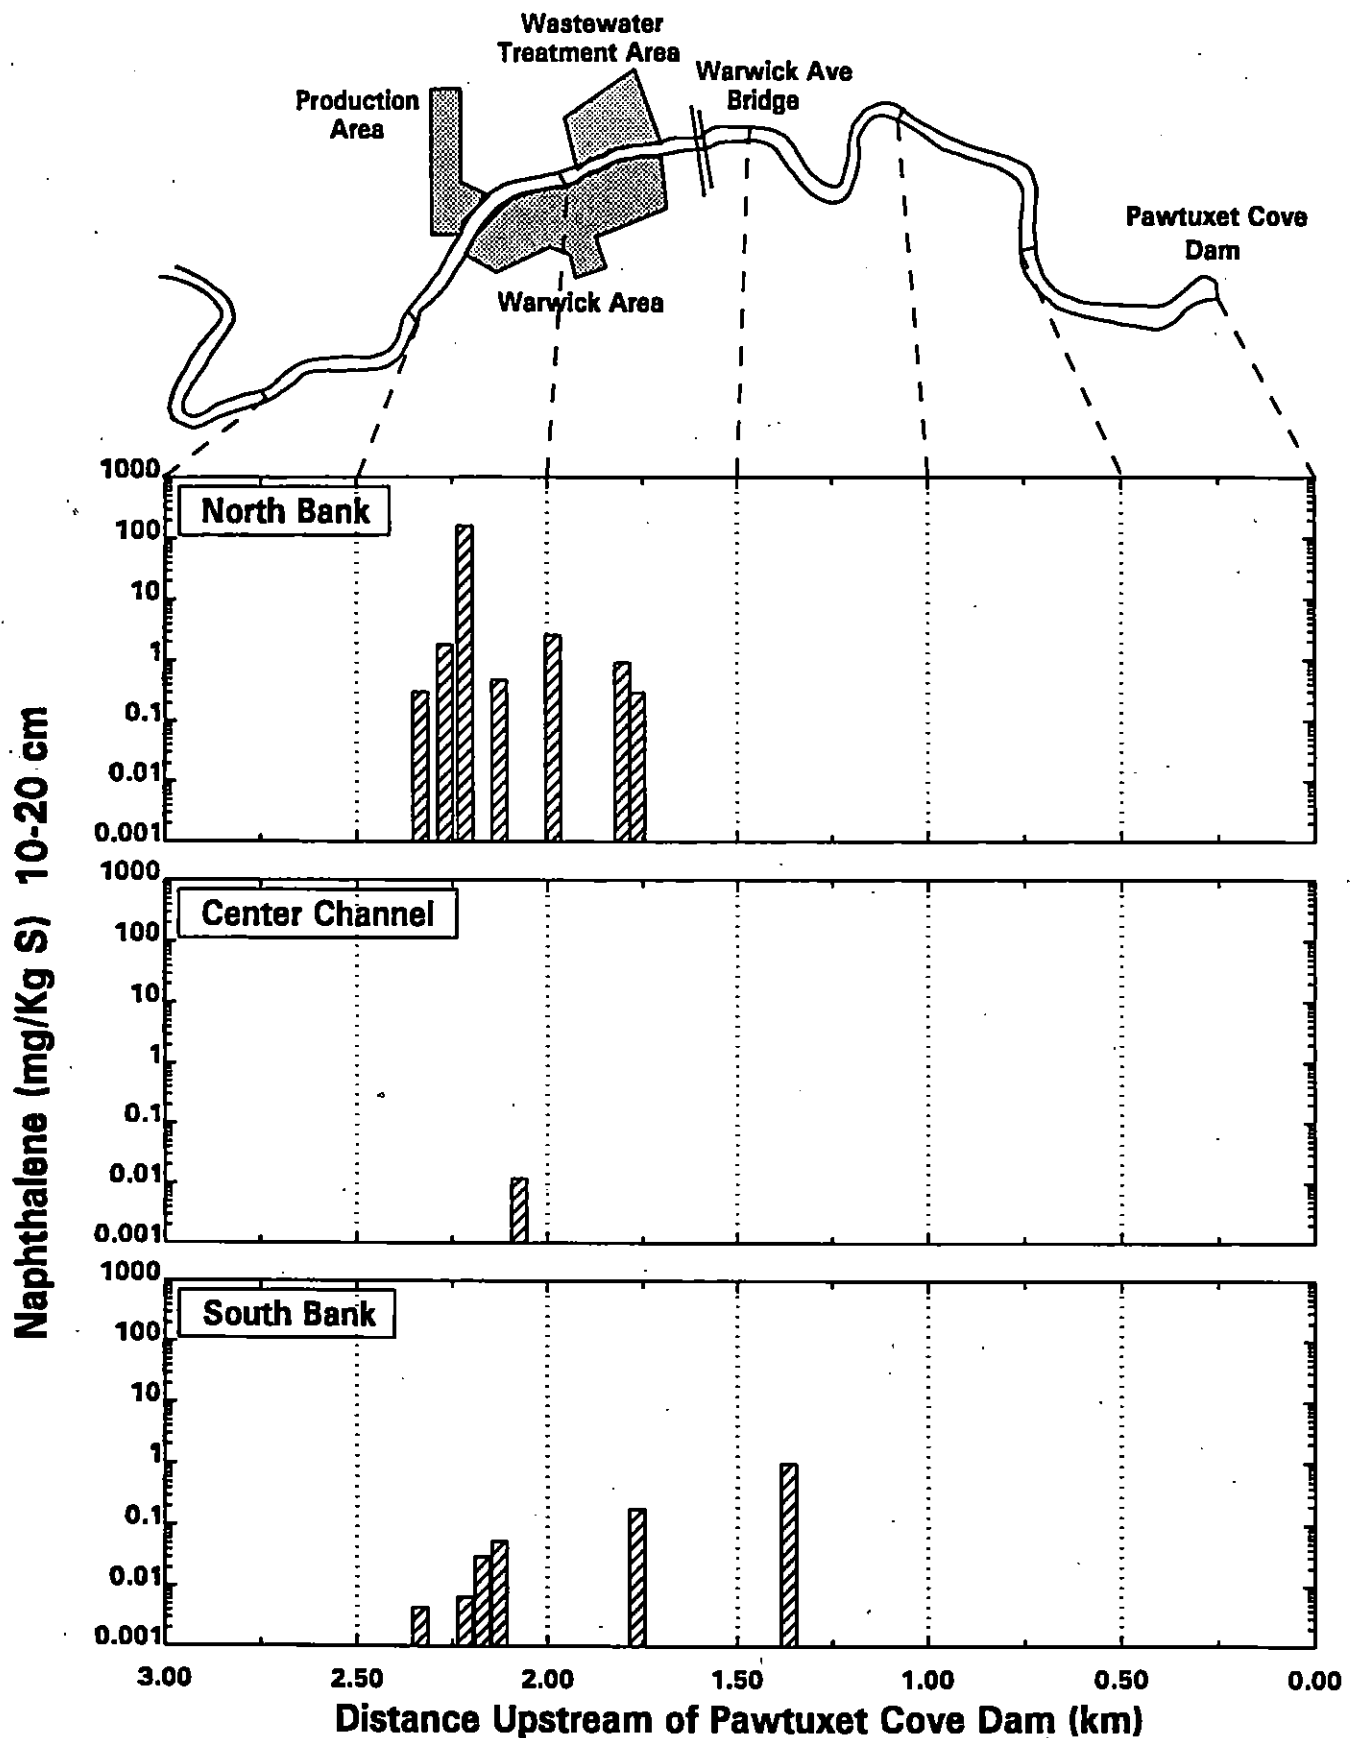 Wastewater
Treatment Area
Warwick Ave
Bridge
Production
Area
Pawtuxet Cove
Dam
Warwick Area
Naphthalene (mg/Kg S) 10-20 cm
North Bank
1000
100
10
1
0.1
0.01
0.001
Center Channel
1000
100
10
1
0.1
0.01
0.001
South Bank
1000
100
10
1
0.1
0.01
0.001
3.00 2.50 2.00 1.50 1.00 0.50 0.00
Distance Upstream of Pawtuxet Cove Dam (km)